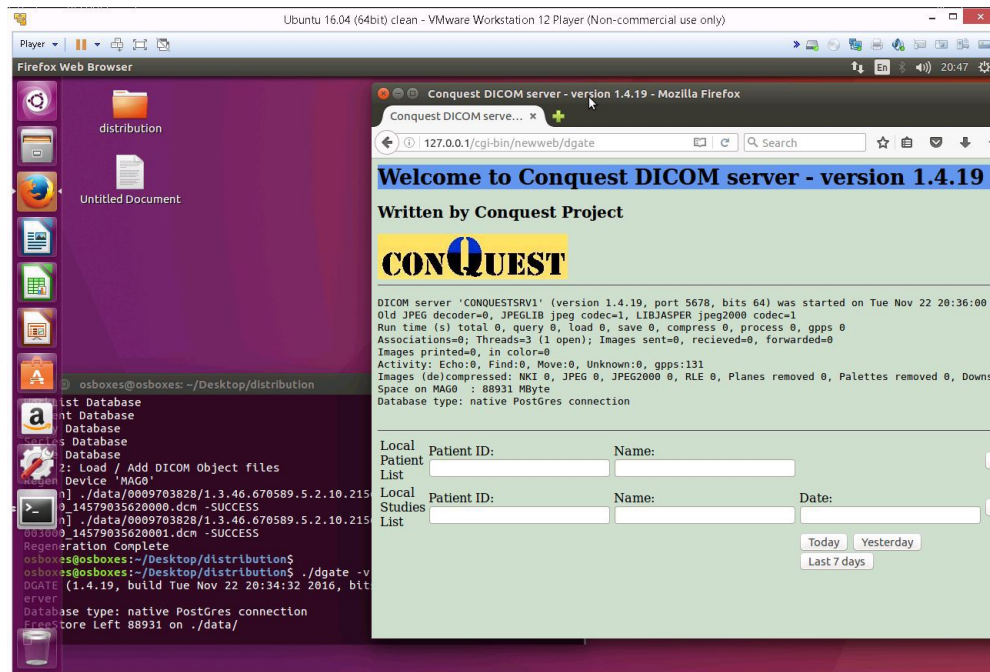 Ubuntu 16.04 (64bit) clean - VMware Workstation 12 Player (Non-commercial use only)
Player
Firefox Web Browser
En
20:47
distribution
Untitled Document
Conquest DICOM server - version 1.4.19 - Mozilla Firefox
Conquest DICOM serve...
127.0.0.1/cgi-bin/newweb/dgate
Search
Welcome to Conquest DICOM server - version 1.4.19
Written by Conquest Project
CONQUEST
DICOM server 'CONQUESTSRV1' (version 1.4.19, port 5678, bits 64) was started on Tue Nov 22 20:36:00
Old JPEG decoder=0, JPEGLIB jpeg codec=1, LIBJASPER jpeg2000 codec=1
Run time (s) total 0, query 0, load 0, save 0, compress 0, process 0, gpps 0
Associations=0; Threads=3 (1 open); Images sent=0, recieved=0, forwarded=0
Images printed=0, in color=0
Activity: Echo:0, Find:0, Move:0, Unknown:0, gpps:131
Images (de)compressed: NKI 0, JPEG 0, JPEG2000 0, RLE 0, Planes removed 0, Palettes removed 0, Downs
Space on MAG0 : 88931 MByte
Database type: native PostGres connection
Local Patient List
Patient ID:
Name:
Local Studies List
Patient ID:
Name:
Date:
Today
Yesterday
Last 7 days
osboxes@osboxes: ~/Desktop/distribution
ist Database
nt Database
Database
Series Database
Database
2: Load / Add DICOM Object files
Regen Device 'MAG0'
n] ./data/0009703828/1.3.46.670589.5.2.10.215
0_14579035620000.dcm -SUCCESS
n] ./data/0009703828/1.3.46.670589.5.2.10.215
003000_14579035620001.dcm -SUCCESS
Regeneration Complete
osboxes@osboxes:~/Desktop/distribution$
osboxes@osboxes:~/Desktop/distribution$ ./dgate -v
DGATE (1.4.19, build Tue Nov 22 20:34:32 2016, bit
erver
Database type: native PostGres connection
FreeStore Left 88931 on ./data/